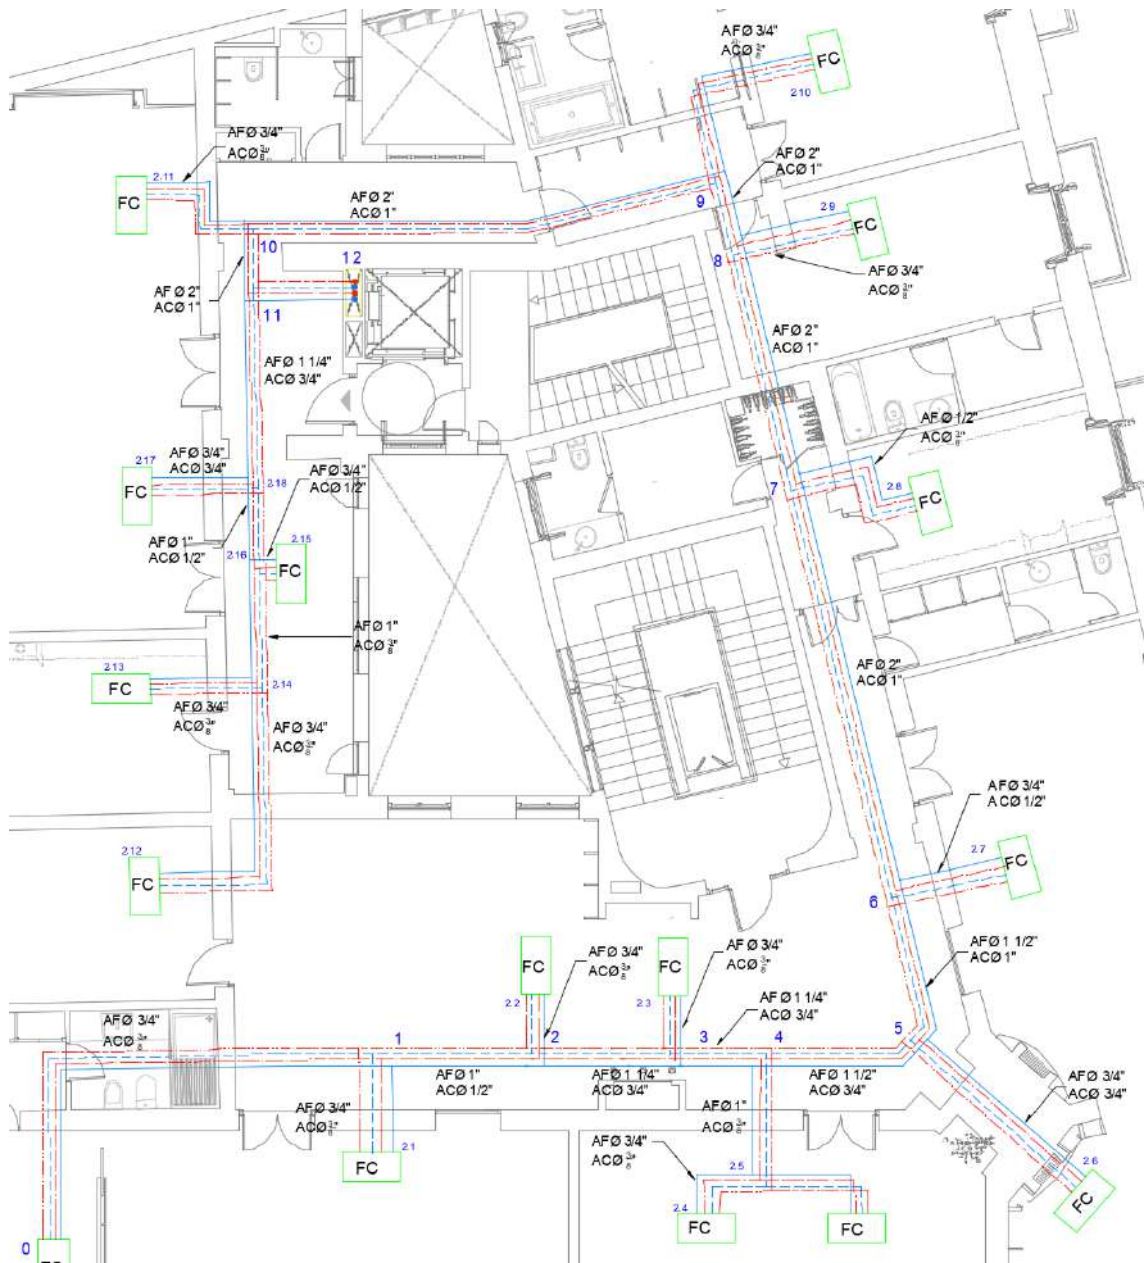 AFØ 3/4"
ACØ 3/8"
FC
2.10
AFØ 3/4"
ACØ 3/8"
2.11
FC
AFØ 2"
ACØ 1"
AFØ 2"
ACØ 1"
9
2.9
FC
10
12
8
AFØ 3/4"
ACØ 3/8"
AFØ 2"
ACØ 1"
11
AFØ 2"
ACØ 1"
AFØ 1 1/4"
ACØ 3/4"
AFØ 1/2"
ACØ 3/8"
2.17
AFØ 3/4"
ACØ 3/4"
FC
2.18
AFØ 3/4"
ACØ 1/2"
7
2.8
FC
AFØ 1"
ACØ 1/2"
2.16
2.15
FC
AFØ 1"
ACØ 3/8"
2.13
FC
2.14
AFØ 3/4"
ACØ 3/8"
AFØ 3/4"
ACØ 3/8"
AFØ 2"
ACØ 1"
AFØ 3/4"
ACØ 1/2"
2.12
FC
2.7
FC
6
AFØ 1 1/2"
ACØ 1"
FC
2.2
AFØ 3/4"
ACØ 3/8"
FC
2.3
AFØ 3/4"
ACØ 3/8"
AFØ 1 1/4"
ACØ 3/4"
AFØ 3/4"
ACØ 3/8"
1
2
3
4
5
AFØ 1"
ACØ 1/2"
AFØ 1 1/4"
ACØ 3/4"
AFØ 1 1/2"
ACØ 3/4"
AFØ 3/4"
ACØ 3/4"
AFØ 3/4"
ACØ 3/8"
AFØ 1"
ACØ 3/8"
2.1
FC
AFØ 3/4"
ACØ 3/8"
2.5
2.6
FC
2.4
FC
FC
0
FC